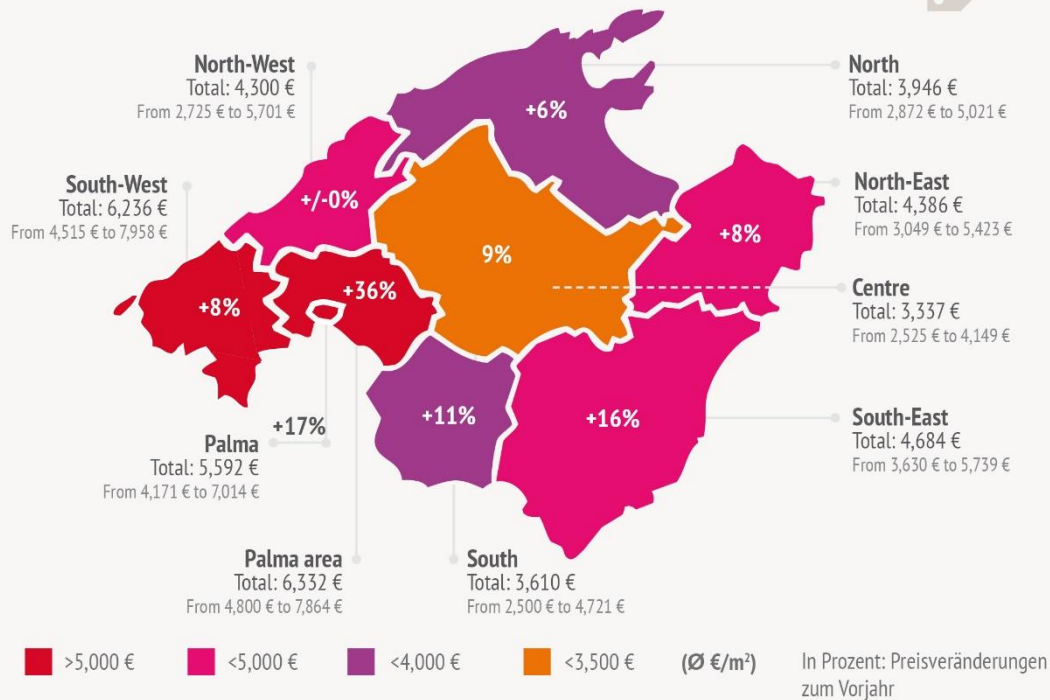 North-West
Total: 4,300 €
From 2,725 € to 5,701 €
North
Total: 3,946 €
From 2,872 € to 5,021 €
+6%
South-West
Total: 6,236 €
From 4,515 € to 7,958 €
+/-0%
North-East
Total: 4,386 €
From 3,049 € to 5,423 €
+8%
9%
+36%
+8%
Centre
Total: 3,337 €
From 2,525 € to 4,149 €
+17%
Palma
Total: 5,592 €
From 4,171 € to 7,014 €
+11%
+16%
South-East
Total: 4,684 €
From 3,630 € to 5,739 €
Palma area
Total: 6,332 €
From 4,800 € to 7,864 €
South
Total: 3,610 €
From 2,500 € to 4,721 €
>5,000 €
<5,000 €
<4,000 €
<3,500 €
(Ø €/m²)
In Prozent: Preisveränderungen
zum Vorjahr